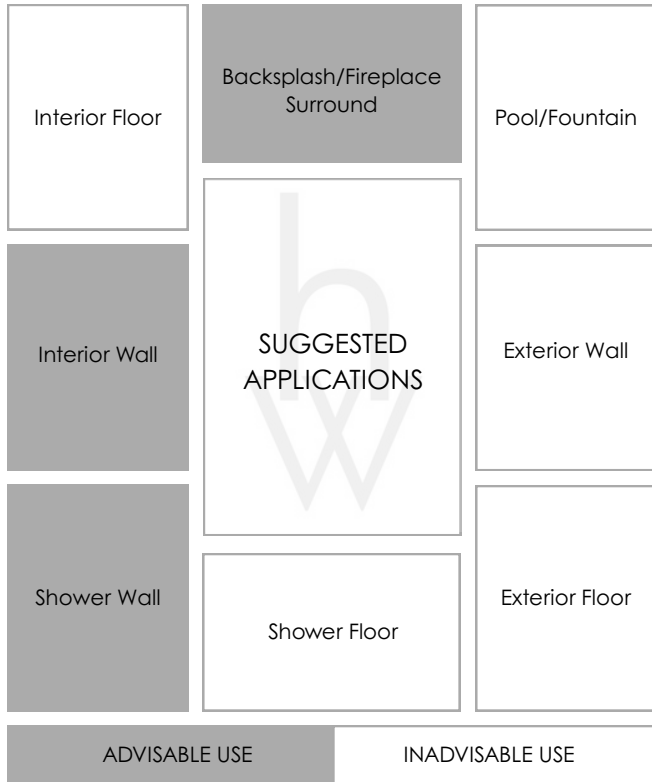 Interior Floor
Backsplash/Fireplace
Surround
Pool/Fountain
Interior Wall
hw
SUGGESTED
APPLICATIONS
Exterior Wall
Shower Wall
Shower Floor
Exterior Floor
ADVISABLE USE
INADVISABLE USE